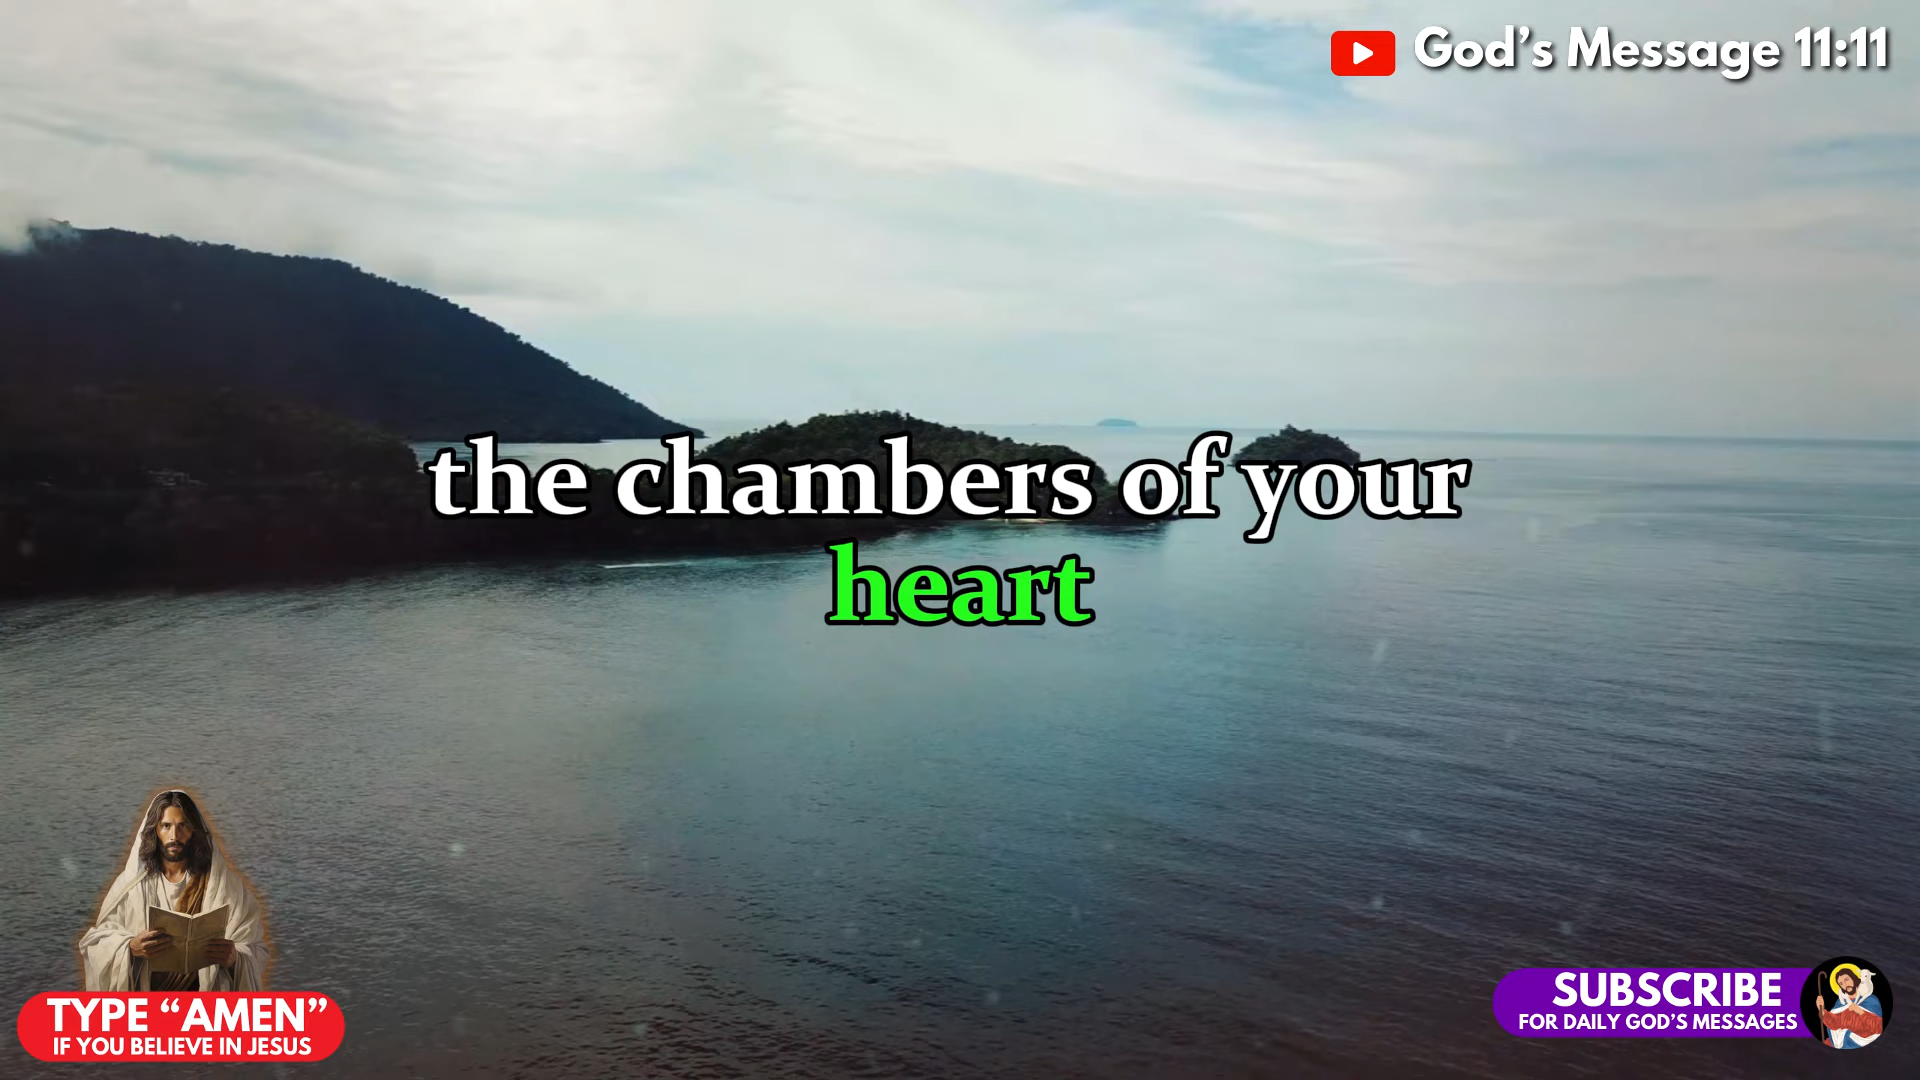 God's Message 11:11
the chambers of your
heart
TYPE “AMEN”
IF YOU BELIEVE IN JESUS
SUBSCRIBE
FOR DAILY GOD'S MESSAGES